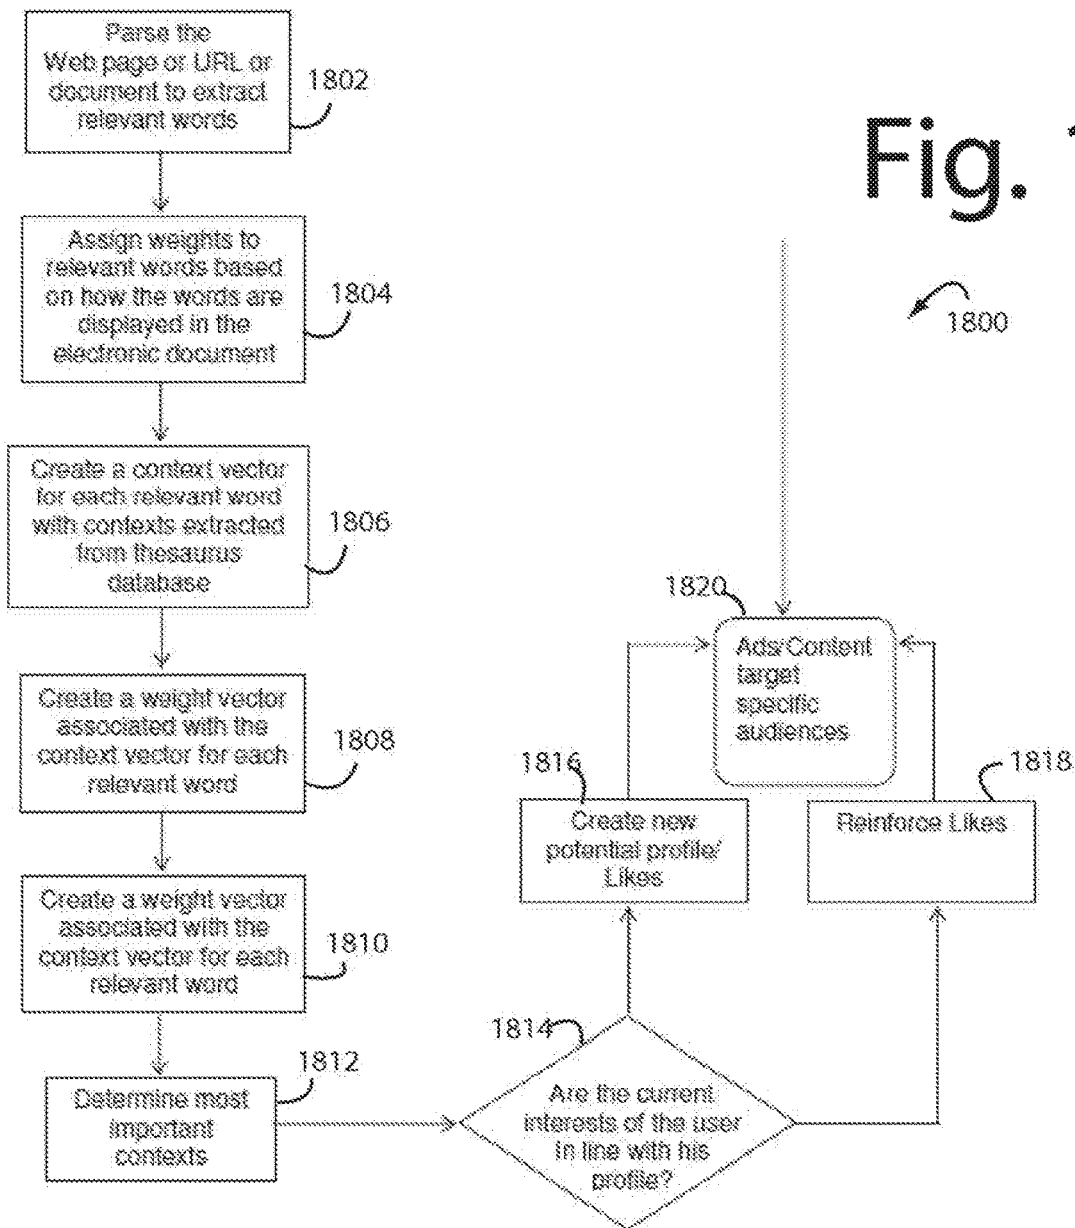 Parse the
Web page or URL or
document to extract
relevant words
1802
Fig.
Assign weights to
relevant words based
on how the words are
displayed in the
electronic document
1804
1800
Create a context vector
for each relevant word
with contexts extracted
from thesaurus
database
1806
1820
Ads/Content
target
specific
audiences
Create a weight vector
associated with the
context vector for each
relevant word
1808
1816
Create new
potential profile/
Likes
1818
Reinforce Likes
Create a weight vector
associated with the
context vector for each
relevant word
1810
1812
Determine most
important
contexts
1814
Are the current
interests of the user
in line with his
profile?